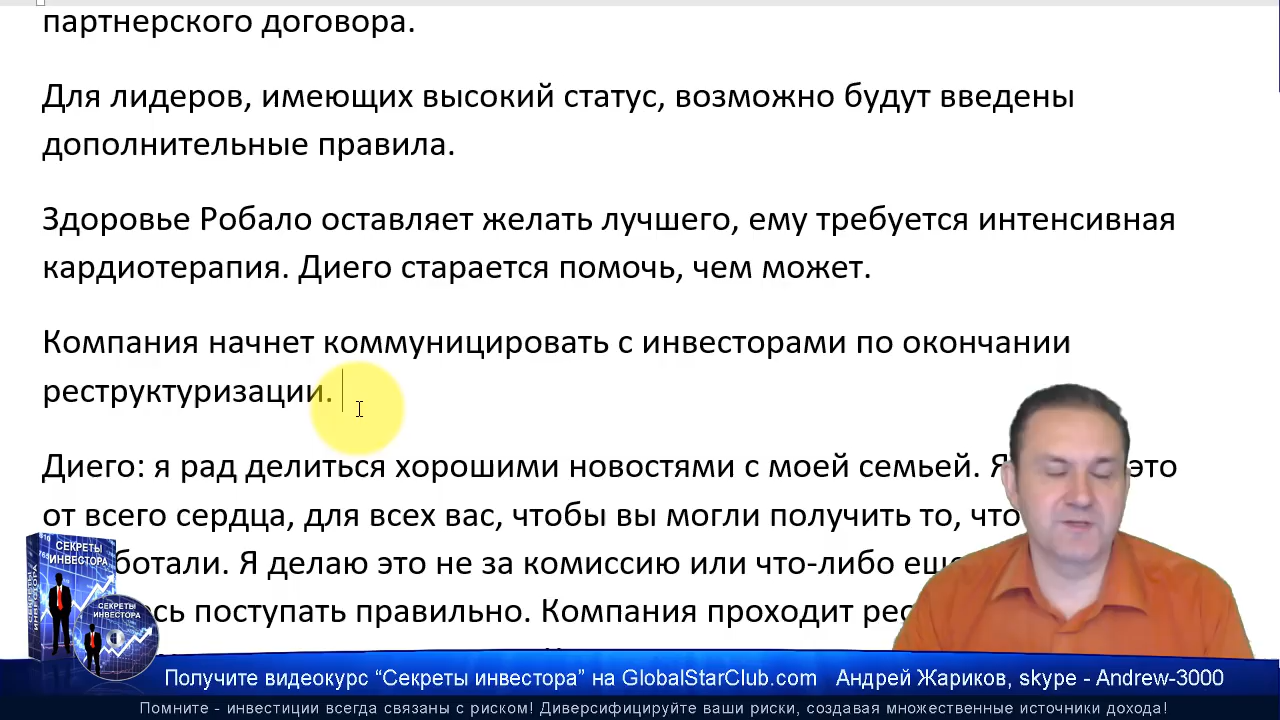 партнерского договора.
Для лидеров, имеющих высокий статус, возможно будут введены
дополнительные правила.
Здоровье Робало оставляет желать лучшего, ему требуется интенсивная
кардиотерапия. Диего старается помочь, чем может.
Компания начнет коммуницировать с инвесторами по окончании
реструктуризации.
Диего: я рад делиться хорошими новостями с моей семьей. Я это
от всего сердца, для всех вас, чтобы вы могли получить то, что
ботали. Я делаю это не за комиссию или что-либо еще
сь поступать правильно. Компания проходит рес
СЕКРЕТЫ
ИНВЕСТОРА
СЕКРЕТЫ
ИНВЕСТОРА
СЕКРЕТЫ
ИНВЕСТОРА
Получите видеокурс “Секреты инвестора” на GlobalStarClub.com Андрей Жариков, skype - Andrew-3000
Помните - инвестиции всегда связаны с риском! Диверсифицируйте ваши риски, создавая множественные источники дохода!